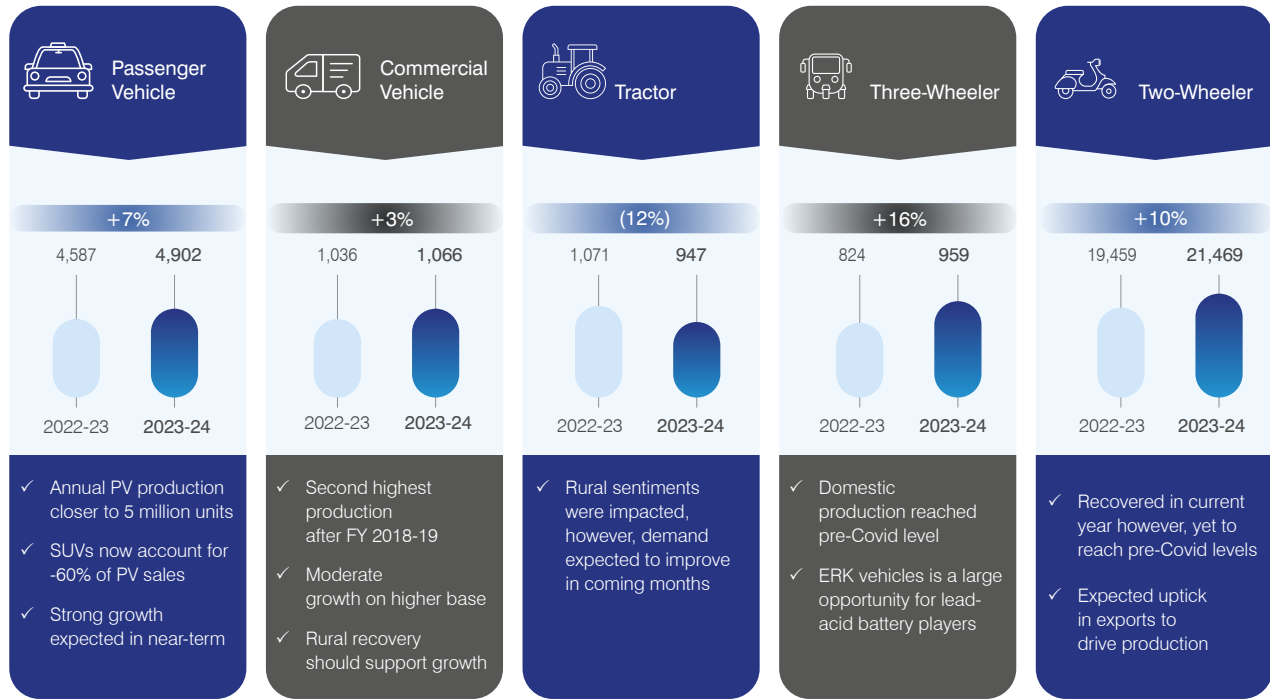 Passenger
Vehicle
+7%
4,587 4,902
2022-23 2023-24
✓ Annual PV production
closer to 5 million units
✓ SUVs now account for
-60% of PV sales
✓ Strong growth
expected in near-term
Commercial
Vehicle
+3%
1,036 1,066
2022-23 2023-24
✓ Second highest
production
after FY 2018-19
✓ Moderate
growth on higher base
✓ Rural recovery
should support growth
Tractor
(12%)
1,071 947
2022-23 2023-24
✓ Rural sentiments
were impacted,
however, demand
expected to improve
in coming months
Three-Wheeler
+16%
824 959
2022-23 2023-24
✓ Domestic
production reached
pre-Covid level
✓ ERK vehicles is a large
opportunity for lead-
acid battery players
Two-Wheeler
+10%
19,459 21,469
2022-23 2023-24
✓ Recovered in current
year however, yet to
reach pre-Covid levels
✓ Expected uptick
in exports to
drive production